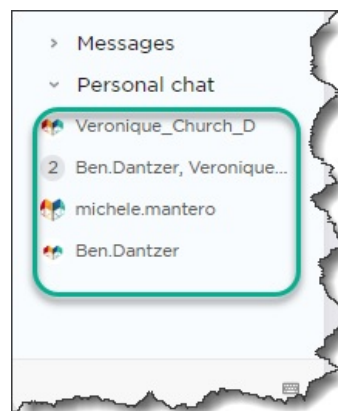 Messages
Personal chat
Veronique_Church_D
2 Ben.Dantzer, Veronique...
michele.mantero
Ben.Dantzer